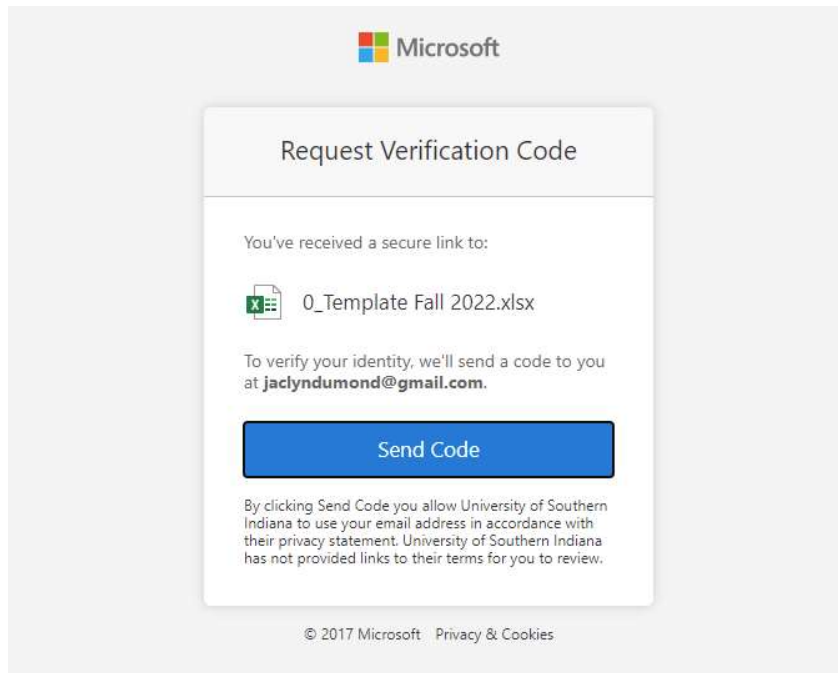 Microsoft
Request Verification Code
You've received a secure link to:
0_Template Fall 2022.xlsx
To verify your identity, we'll send a code to you
at jaclyndumond@gmail.com.
Send Code
By clicking Send Code you allow University of Southern
Indiana to use your email address in accordance with
their privacy statement. University of Southern Indiana
has not provided links to their terms for you to review.
© 2017 Microsoft Privacy & Cookies